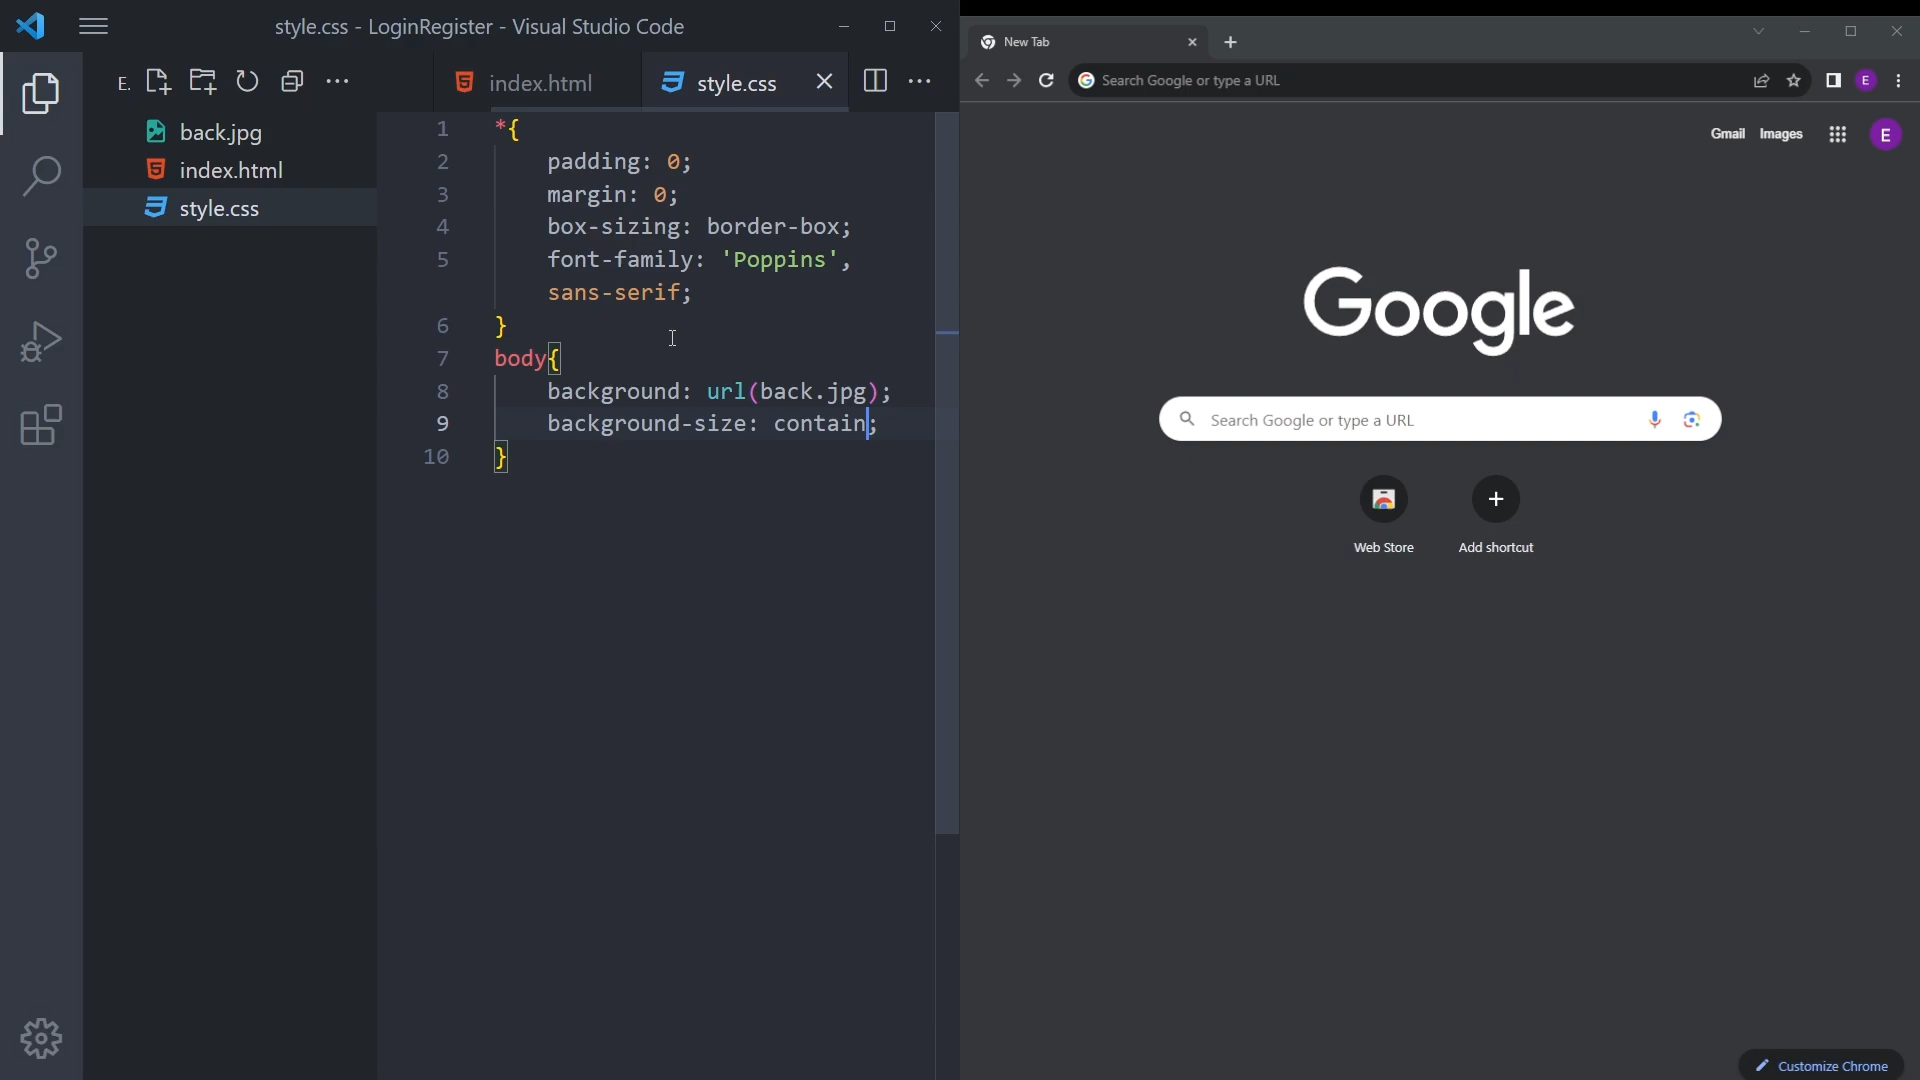 style.css - LoginRegister - Visual Studio Code
E.
index.html
style.css
back.jpg
index.html
style.css
1 *{
2 padding: 0;
3 margin: 0;
4 box-sizing: border-box;
5 font-family: 'Poppins',
sans-serif;
6 }
7 body{
8 background: url(back.jpg);
9 background-size: contain;
10 }
New Tab
Search Google or type a URL
E
Gmail Images
E
Google
Search Google or type a URL
Web Store
Add shortcut
Customize Chrome